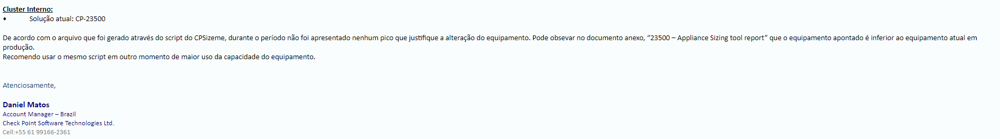 Cluster Interno:
• Solução atual: CP-23500
De acordo com o arquivo que foi gerado através do script do CPSizeme, durante o período não foi apresentado nenhum pico que justifique a alteração do equipamento. Pode obsevar no documento anexo, “23500 – Appliance Sizing tool report” que o equipamento apontado é inferior ao equipamento atual em
produção.
Recomendo usar o mesmo script em outro momento de maior uso da capacidade do equipamento.
Atenciosamente,
Daniel Matos
Account Manager – Brazil
Check Point Software Technologies Ltd.
Cell:+55 61 99166-2361